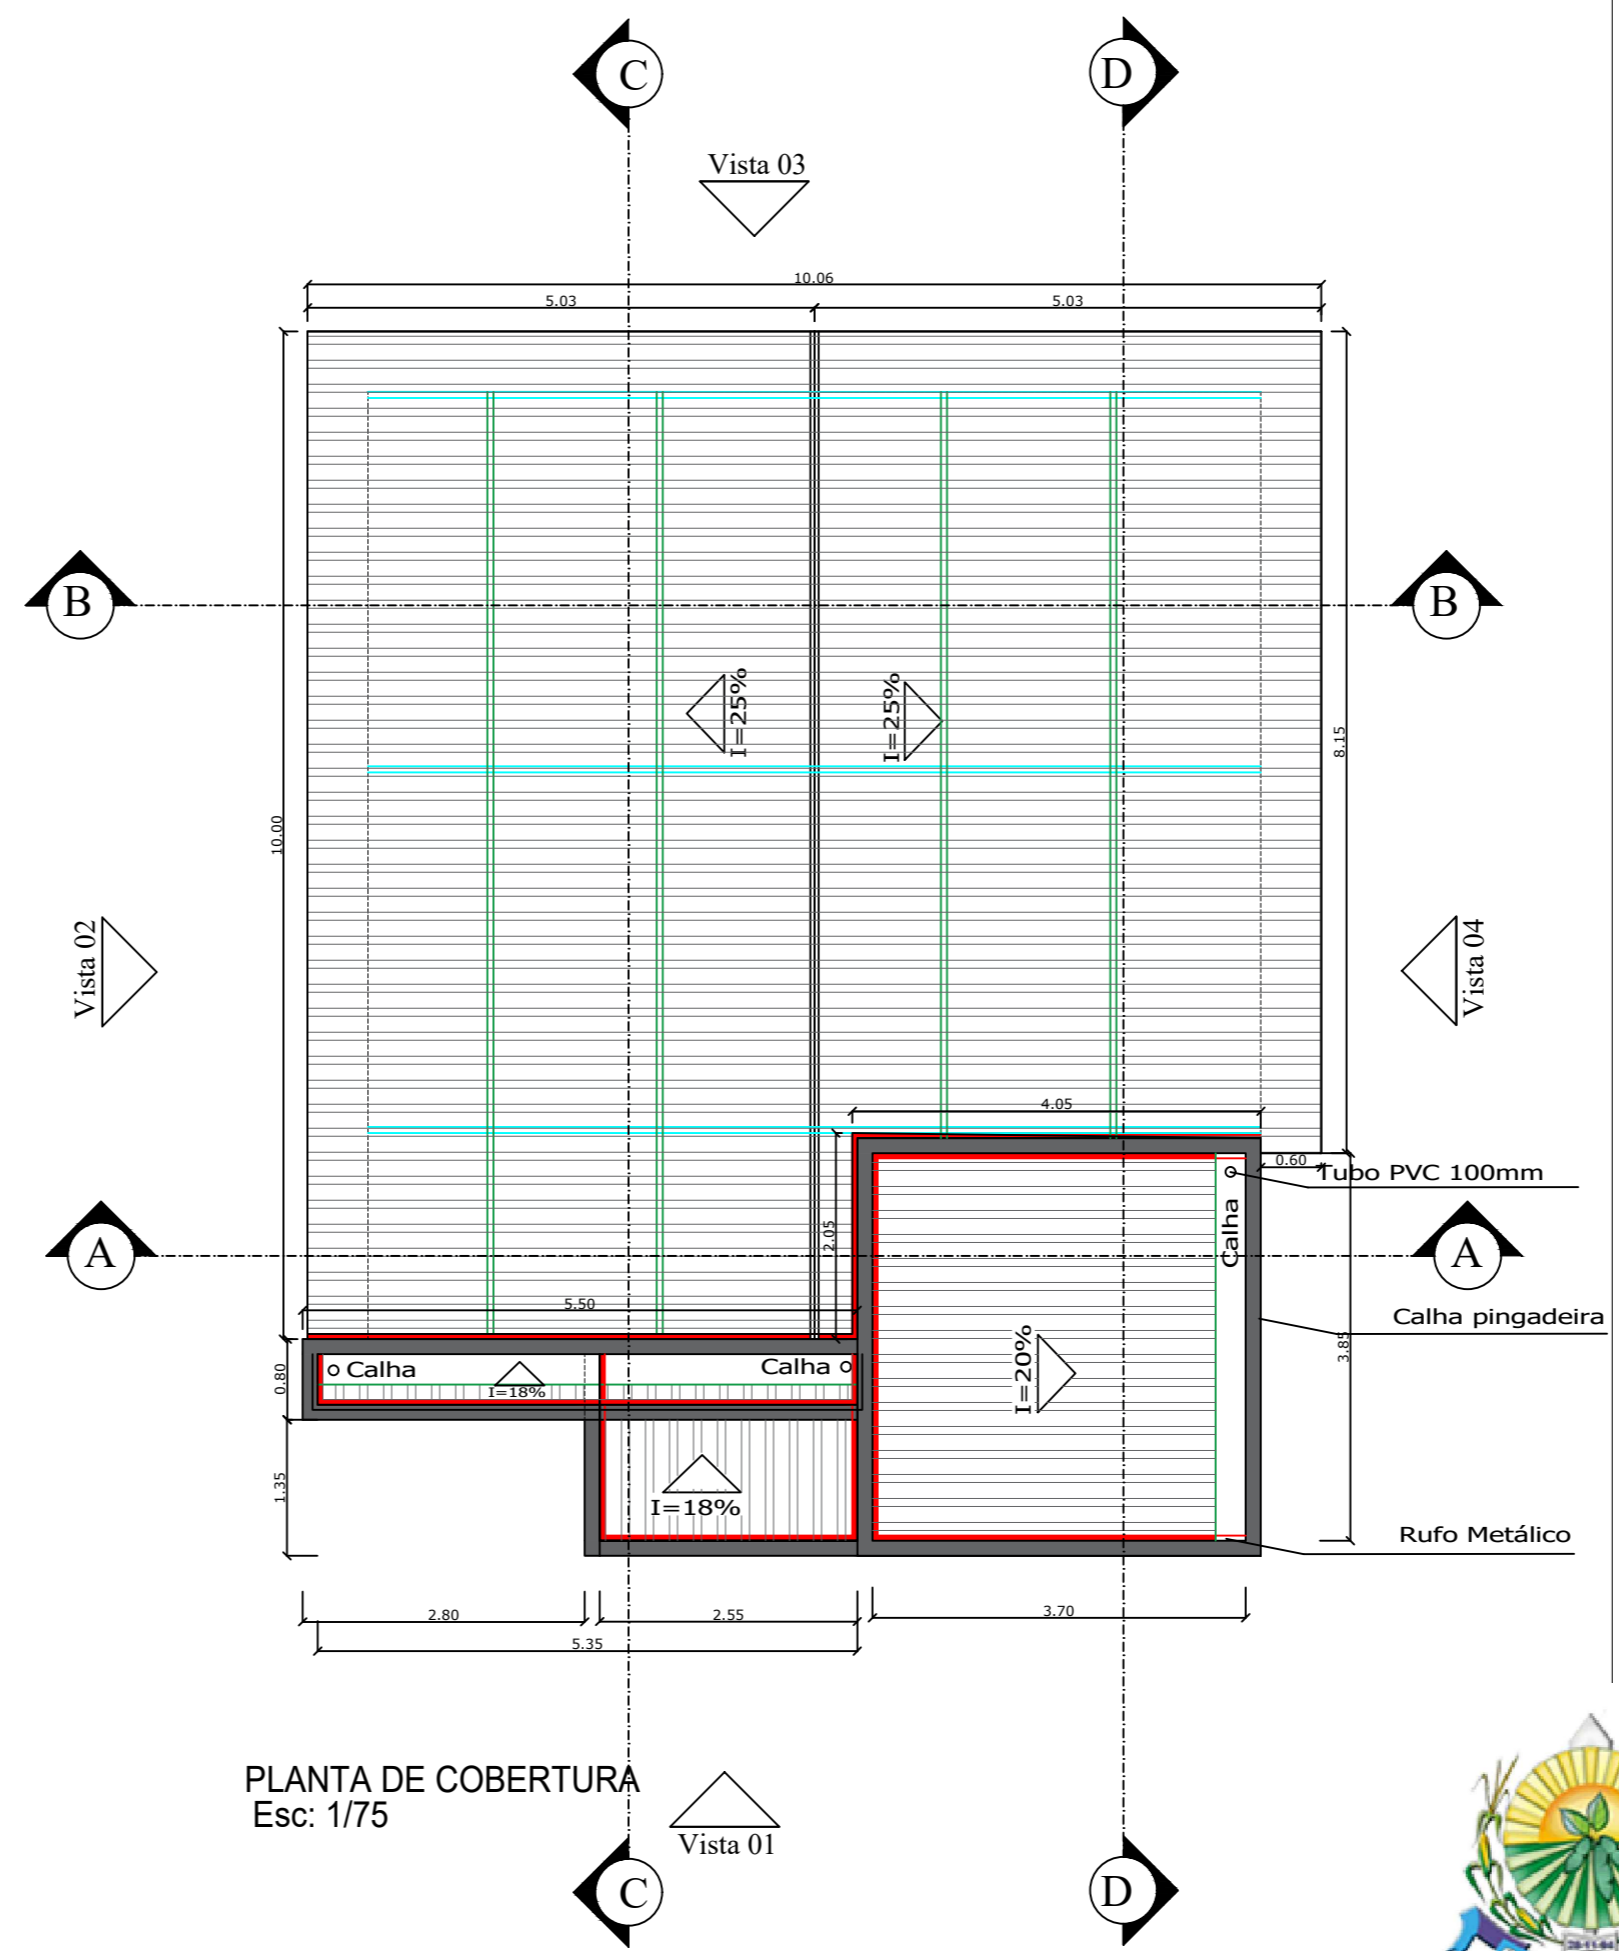 C
D
Vista 03
10.06
5.03
5.03
B
B
I=25%
I=25%
8.15
10.00
Vista 02
Vista 04
4.05
0.60
Tubo PVC 100mm
Calha
2.05
A
A
5.50
Calha pingadeira
3.85
I=20%
Calha
Calha
0.80
I=18%
1.35
I=18%
Rufo Metálico
2.80
2.55
3.70
5.35
PLANTA DE COBERTURA
Esc: 1/75
Vista 01
C
D